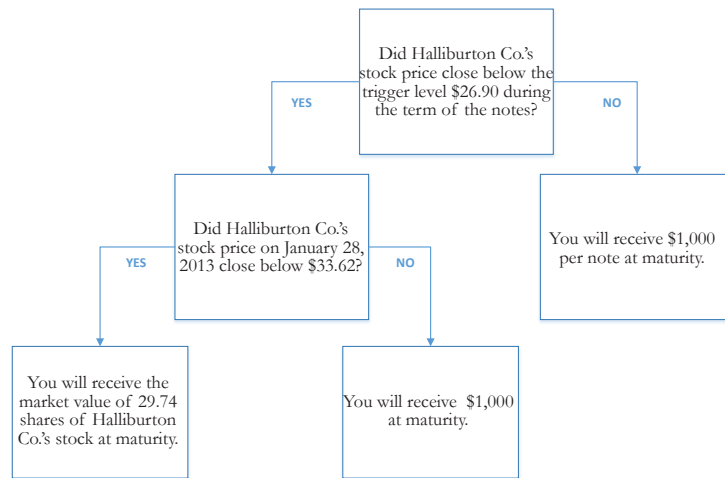 Did Halliburton Co.'s
stock price close below the
trigger level $26.90 during
the term of the notes?
YES
NO
Did Halliburton Co.'s
stock price on January 28,
2013 close below $33.62?
You will receive $1,000
per note at maturity.
YES
NO
You will receive the
market value of 29.74
shares of Halliburton
Co.'s stock at maturity.
You will receive $1,000
at maturity.